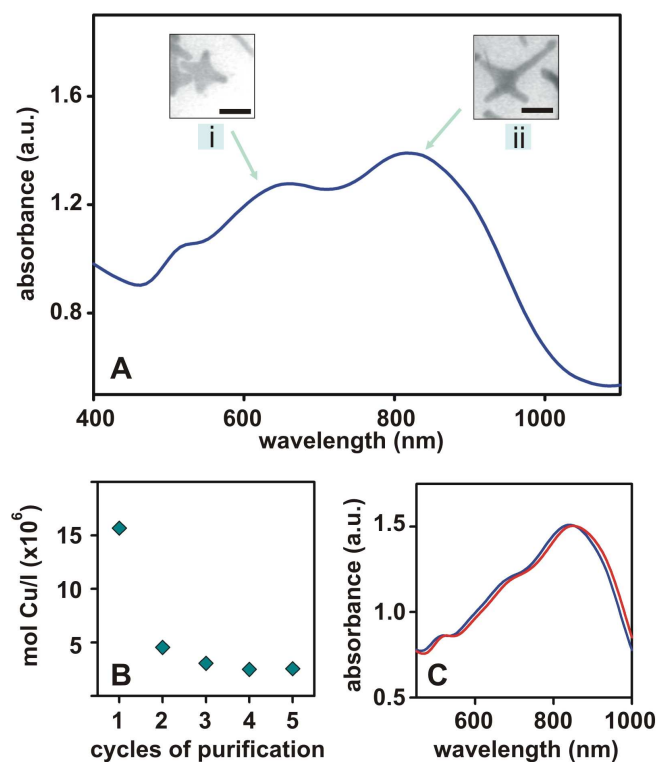 i
ii
absorbance (a.u.)
1.6
1.2
0.8
A
400
600
800
1000
wavelength (nm)
mol Cu/l (x10⁶)
15
10
5
B
1
2
3
4
5
cycles of purification
absorbance (a.u.)
1.5
1.0
0.5
C
600
800
1000
wavelength (nm)